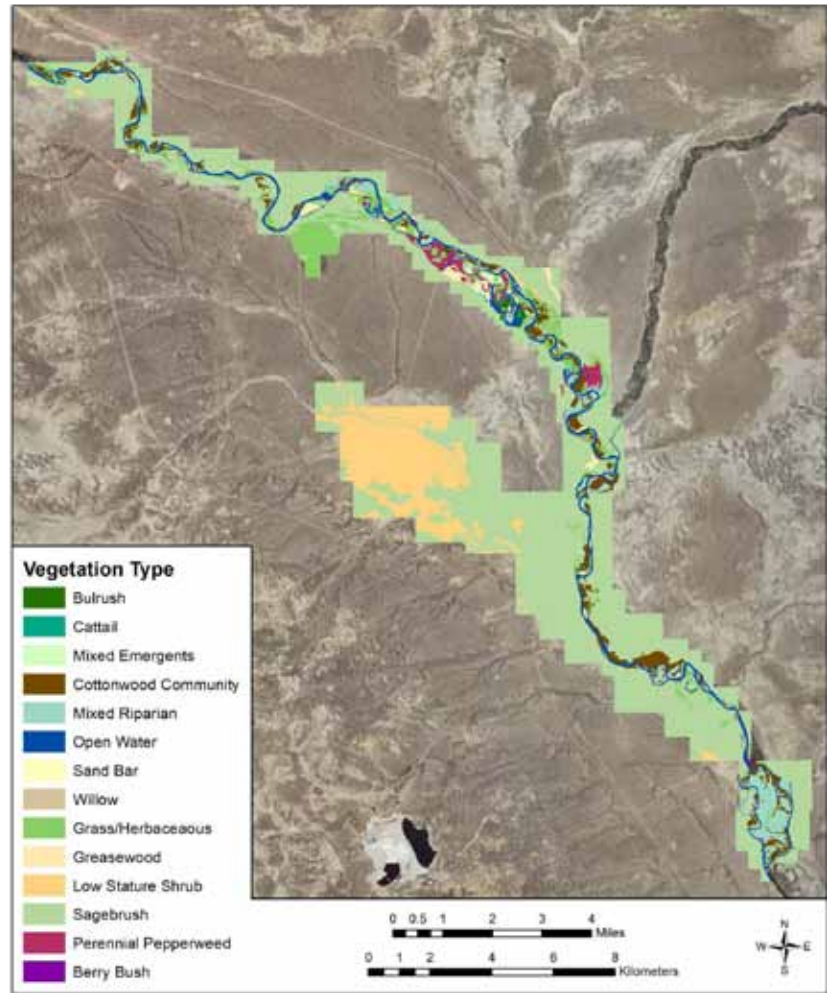 Vegetation Type
Bulrush
Cattail
Mixed Emergents
Cottonwood Community
Mixed Riparian
Open Water
Sand Bar
Willow
Grass/Herbaceaous
Greasewood
Low Stature Shrub
Sagebrush
Perennial Pepperweed
Berry Bush
0 0.5 1 2 3 4
Miles
0 1 2 4 6 8
Kilometers
N
W E
S